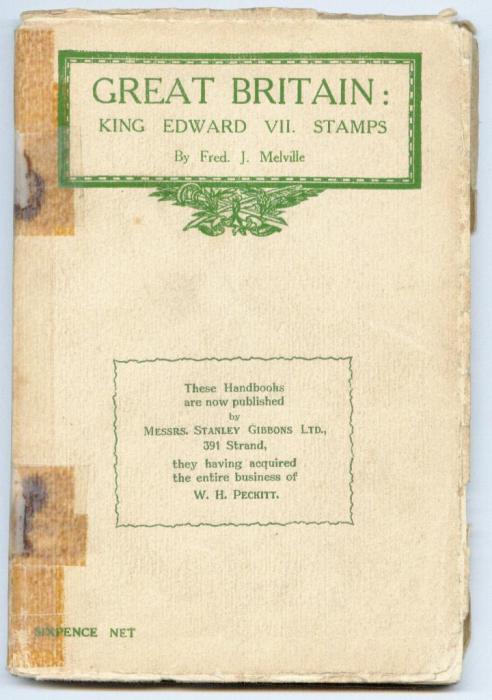 GREAT BRITAIN:
KING EDWARD VII. STAMPS
By Fred. J. Melville
These Handbooks
are now published
by
MESSRS. STANLEY GIBBONS LTD.,
391 Strand,
they having acquired
the entire business of
W. H. PECKITT.
SIXPENCE NET